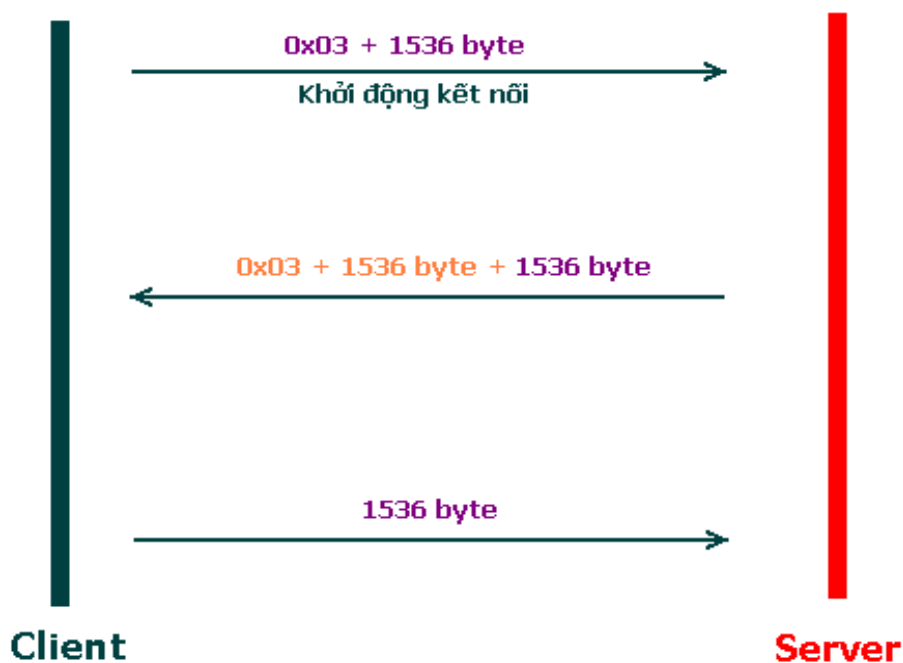 0x03 + 1536 byte
Khởi động kết nối
0x03 + 1536 byte + 1536 byte
1536 byte
Client
Server